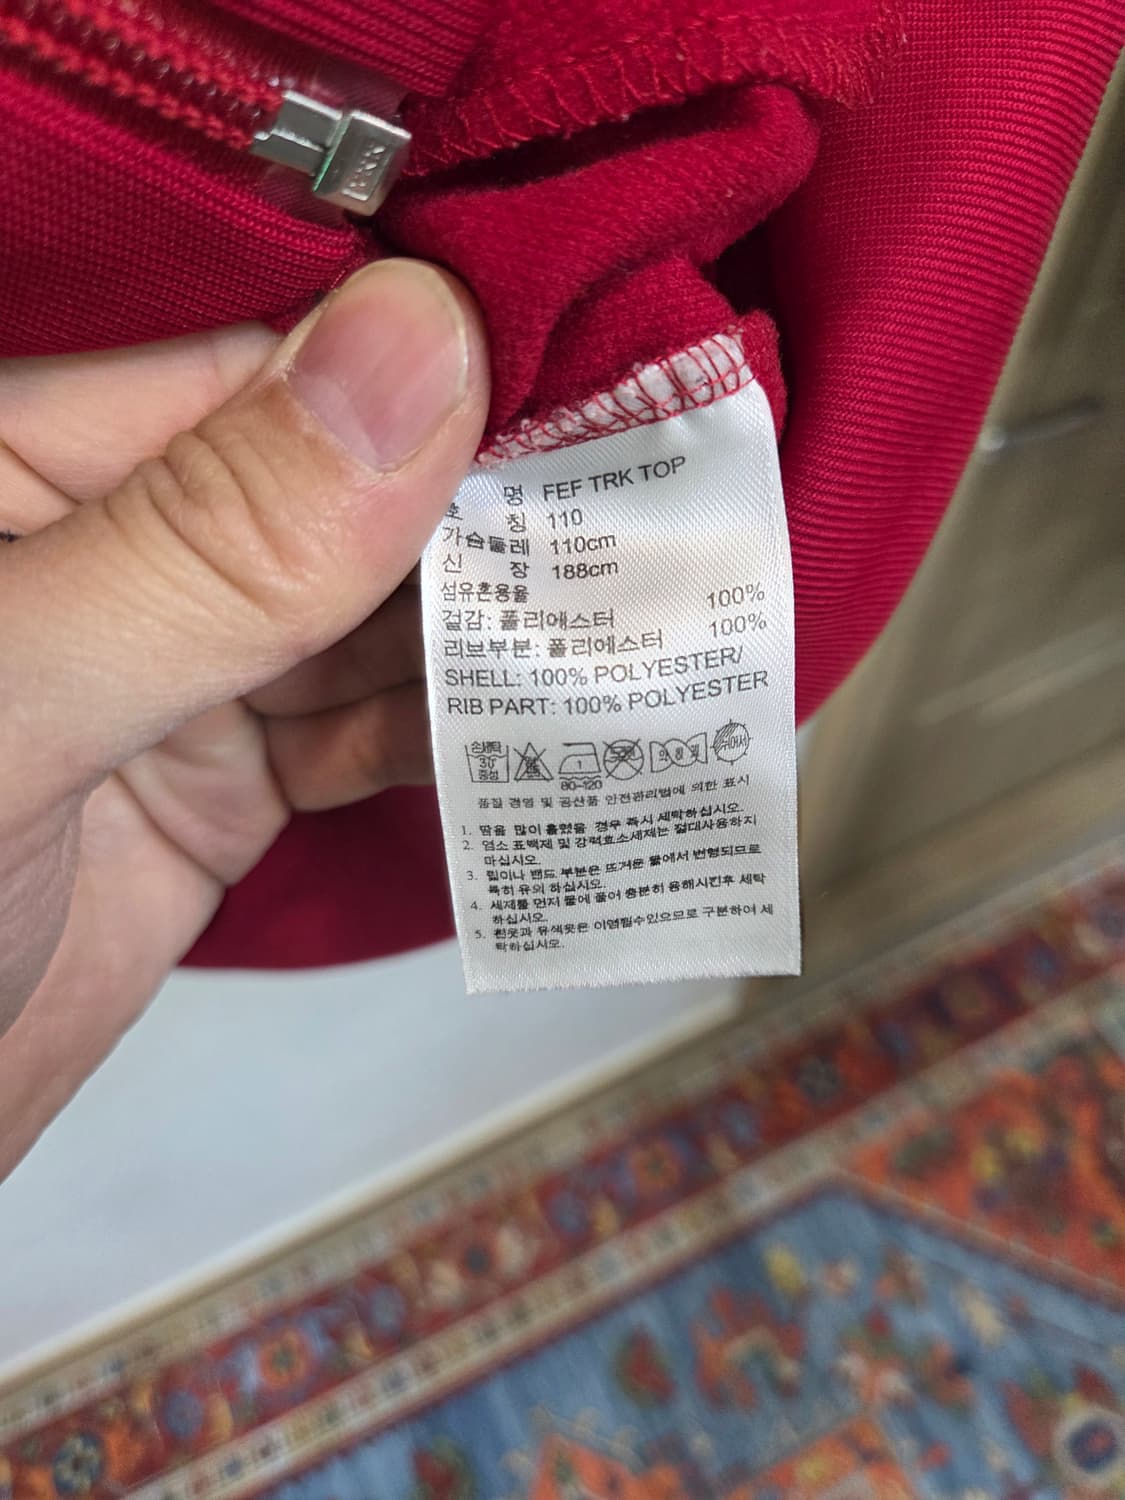 명 FEF TRK TOP
호 칭 110
가슴둘레 110cm
신 장 188cm
섬유혼용율
겉감: 폴리에스터 100%
리브부분: 폴리에스터 100%
SHELL: 100% POLYESTER/
RIB PART: 100% POLYESTER
손세탁
30
중성
1
80-120
품질 경영 및 공산품 안전관리법에 의한 표시
1. 땀을 많이 흘렸을 경우 즉시 세탁하십시오.
2. 염소 표백제 및 강력효소세제는 절대사용하지
마십시오.
3. 립이나 밴드 부분은 뜨거운 물에서 변형되므로
특히 유의 하십시오.
4. 세제를 먼저 물에 풀어 충분히 용해시킨후 세탁
하십시오.
5. 흰옷과 유색옷은 이염될수있으므로 구분하여 세
탁하십시오.